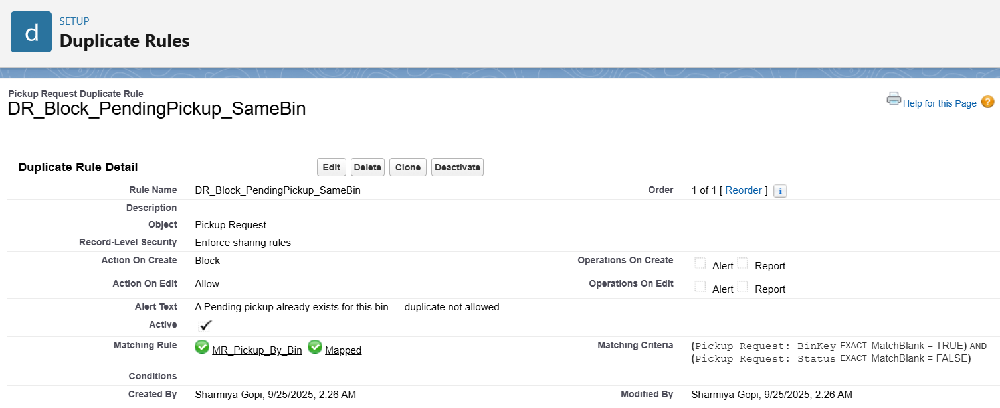 d
SETUP
Duplicate Rules
Pickup Request Duplicate Rule
DR_Block_PendingPickup_SameBin
Help for this Page ?
Duplicate Rule Detail Edit Delete Clone Deactivate
Rule Name DR_Block_PendingPickup_SameBin Order 1 of 1 [ Reorder ] i
Description
Object Pickup Request
Record-Level Security Enforce sharing rules
Action On Create Block Operations On Create Alert Report
Action On Edit Allow Operations On Edit Alert Report
Alert Text A Pending pickup already exists for this bin — duplicate not allowed.
Active
Matching Rule MR_Pickup_By_Bin Mapped Matching Criteria (Pickup Request: BinKey EXACT MatchBlank = TRUE) AND
(Pickup Request: Status EXACT MatchBlank = FALSE)
Conditions
Created By Sharmiya Gopi, 9/25/2025, 2:26 AM Modified By Sharmiya Gopi, 9/25/2025, 2:26 AM